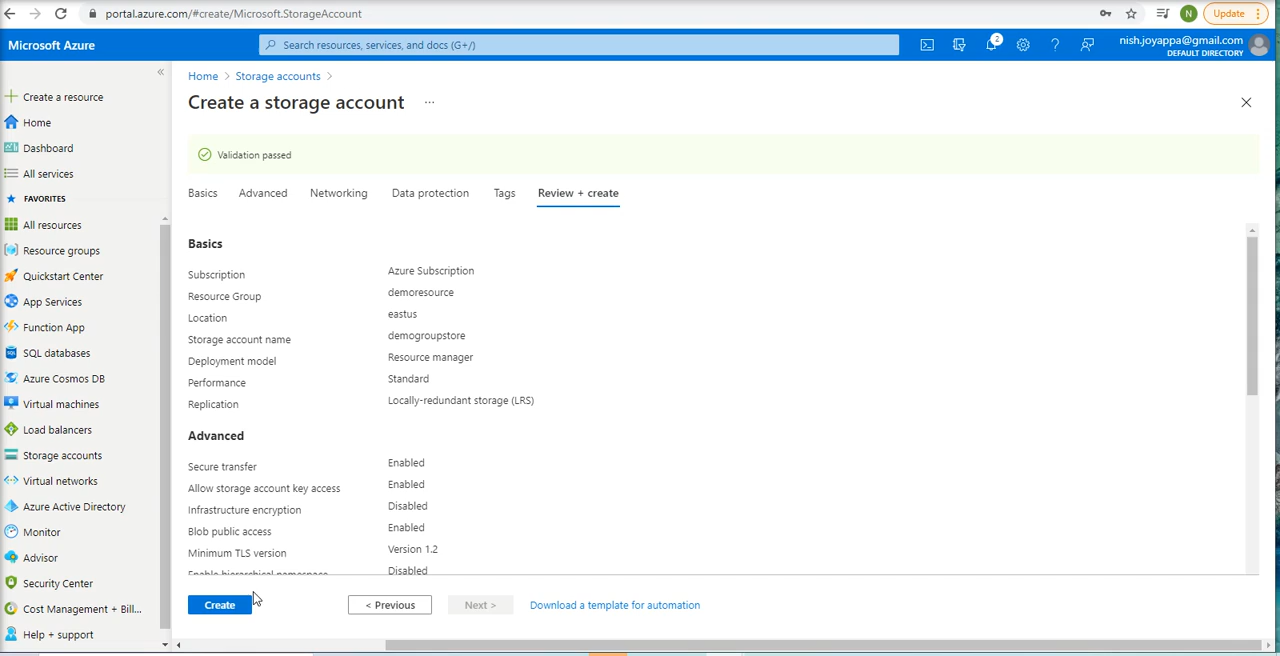 portal.azure.com/#create/Microsoft.StorageAccount
N
Update
Microsoft Azure
Search resources, services, and docs (G+/)
2
nish.joyappa@gmail.com
DEFAULT DIRECTORY
Create a resource
Home
Dashboard
All services
FAVORITES
All resources
Resource groups
Quickstart Center
App Services
Function App
SQL databases
Azure Cosmos DB
Virtual machines
Load balancers
Storage accounts
Virtual networks
Azure Active Directory
Monitor
Advisor
Security Center
Cost Management + Bill...
Help + support
Home > Storage accounts >
Create a storage account ...
Validation passed
Basics Advanced Networking Data protection Tags Review + create
Basics
Subscription Azure Subscription
Resource Group demoresource
Location eastus
Storage account name demogroupstore
Deployment model Resource manager
Performance Standard
Replication Locally-redundant storage (LRS)
Advanced
Secure transfer Enabled
Allow storage account key access Enabled
Infrastructure encryption Disabled
Blob public access Enabled
Minimum TLS version Version 1.2
Enable hierarchical namespace Disabled
Create < Previous Next > Download a template for automation